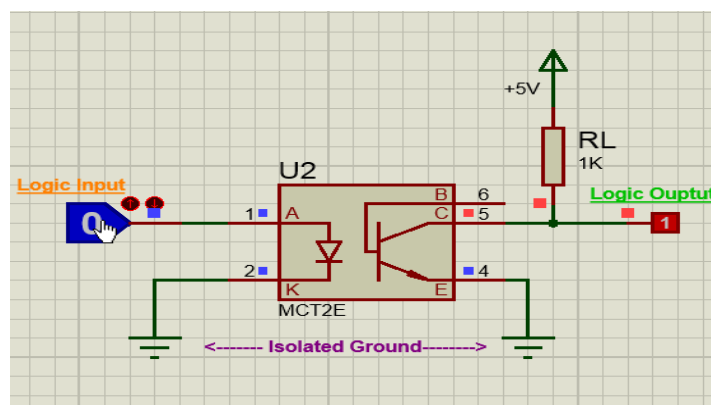 +5V
RL
1K
U2
Logic Input
Logic Ouptut
B 6
0
1 A
C 5
1
2 K
E 4
MCT2E
<------- Isolated Ground------->